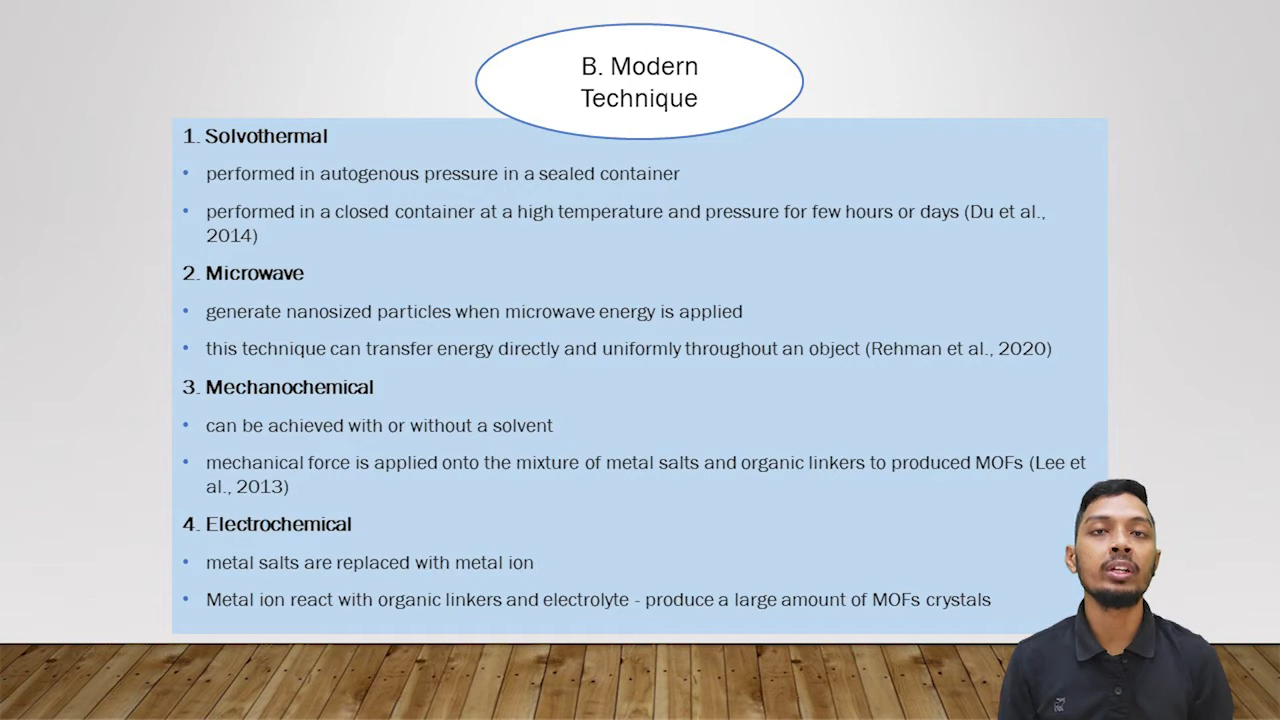 B. Modern
Technique
1. Solvothermal
• performed in autogenous pressure in a sealed container
• performed in a closed container at a high temperature and pressure for few hours or days (Du et al.,
2014)
2. Microwave
• generate nanosized particles when microwave energy is applied
• this technique can transfer energy directly and uniformly throughout an object (Rehman et al., 2020)
3. Mechanochemical
• can be achieved with or without a solvent
• mechanical force is applied onto the mixture of metal salts and organic linkers to produced MOFs (Lee et
al., 2013)
4. Electrochemical
• metal salts are replaced with metal ion
• Metal ion react with organic linkers and electrolyte - produce a large amount of MOFs crystals